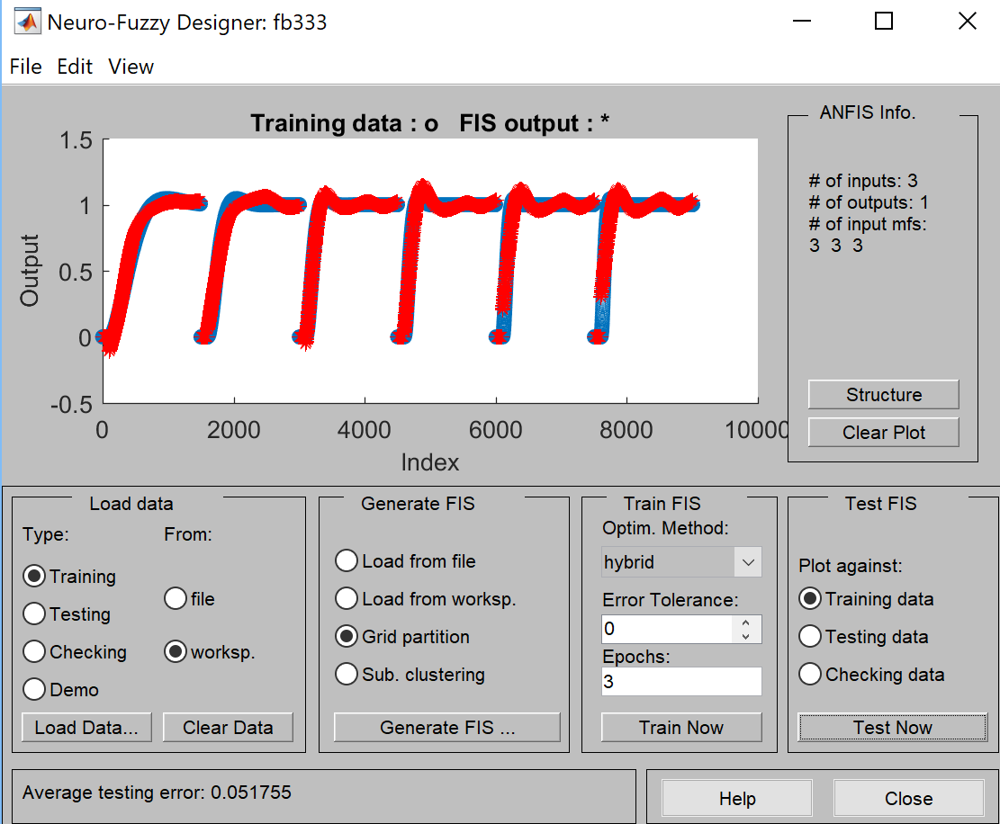 Neuro-Fuzzy Designer: fb333
File Edit View
Training data : o FIS output : *
1.5
1
0.5
0
-0.5
Output
0 2000 4000 6000 8000 10000
Index
ANFIS Info.
# of inputs: 3
# of outputs: 1
# of input mfs:
3 3 3
Structure
Clear Plot
Load data
Type: From:
Training
file
Testing
Checking
worksp.
Demo
Load Data... Clear Data
Generate FIS
Load from file
Load from worksp.
Grid partition
Sub. clustering
Generate FIS ...
Train FIS
Optim. Method:
hybrid
Error Tolerance:
0
Epochs:
3
Train Now
Test FIS
Plot against:
Training data
Testing data
Checking data
Test Now
Average testing error: 0.051755
Help Close